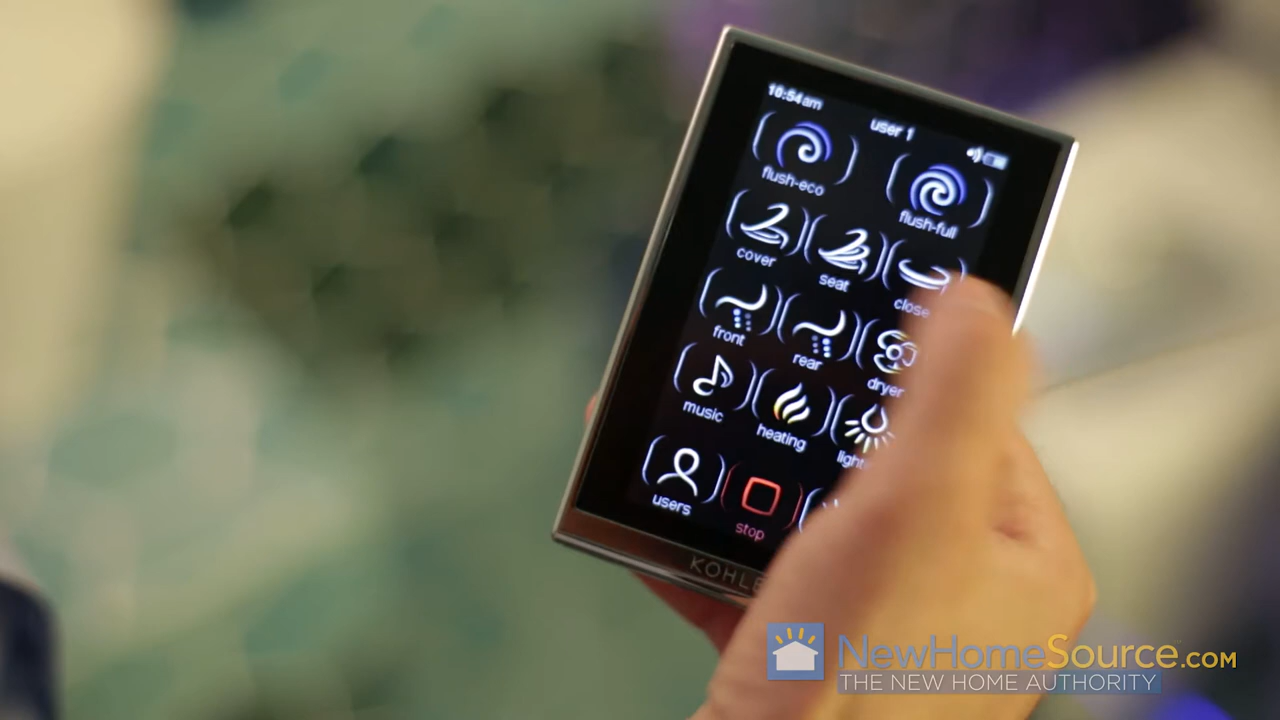 10:54am
user 1
flush-eco
flush-full
cover
seat
close
front
rear
dryer
music
heating
users
stop
NewHomeSource.com
THE NEW HOME AUTHORITY